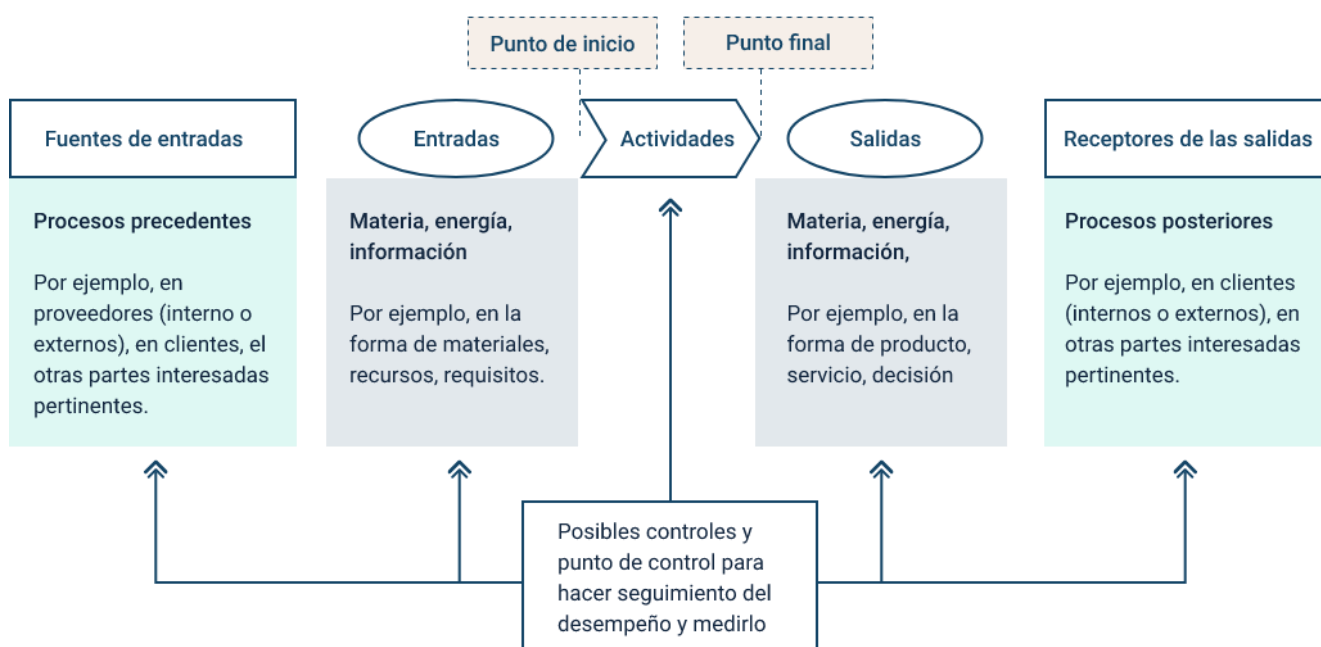 Punto de inicio
Punto final
Fuentes de entradas
Entradas
Actividades
Salidas
Receptores de las salidas
Procesos precedentes
Por ejemplo, en
proveedores (interno o
externos), en clientes, el
otras partes interesadas
pertinentes.
Materia, energía,
información
Por ejemplo, en la
forma de materiales,
recursos, requisitos.
Materia, energía,
información,
Por ejemplo, en la
forma de producto,
servicio, decisión
Procesos posteriores
Por ejemplo, en clientes
(internos o externos), en
otras partes interesadas
pertinentes.
Posibles controles y
punto de control para
hacer seguimiento del
desempeño y medirlo